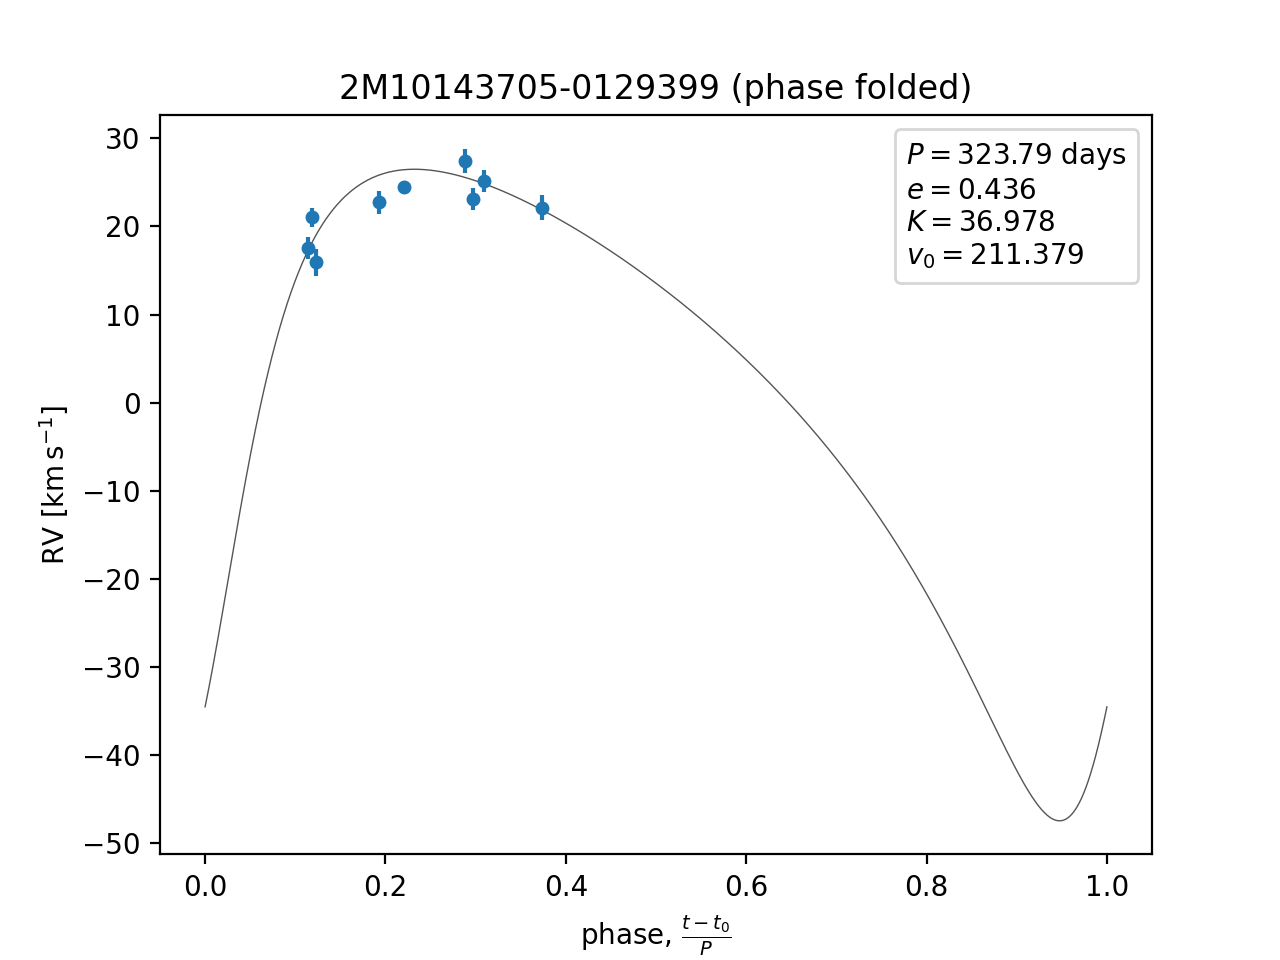 2M10143705-0129399 (phase folded)
P = 323.79 days
e = 0.436
K = 36.978
v₀ = 211.379
30
20
10
0
−10
−20
−30
−40
−50
RV [km s⁻¹]
0.0 0.2 0.4 0.6 0.8 1.0
phase, (t − t₀)/P